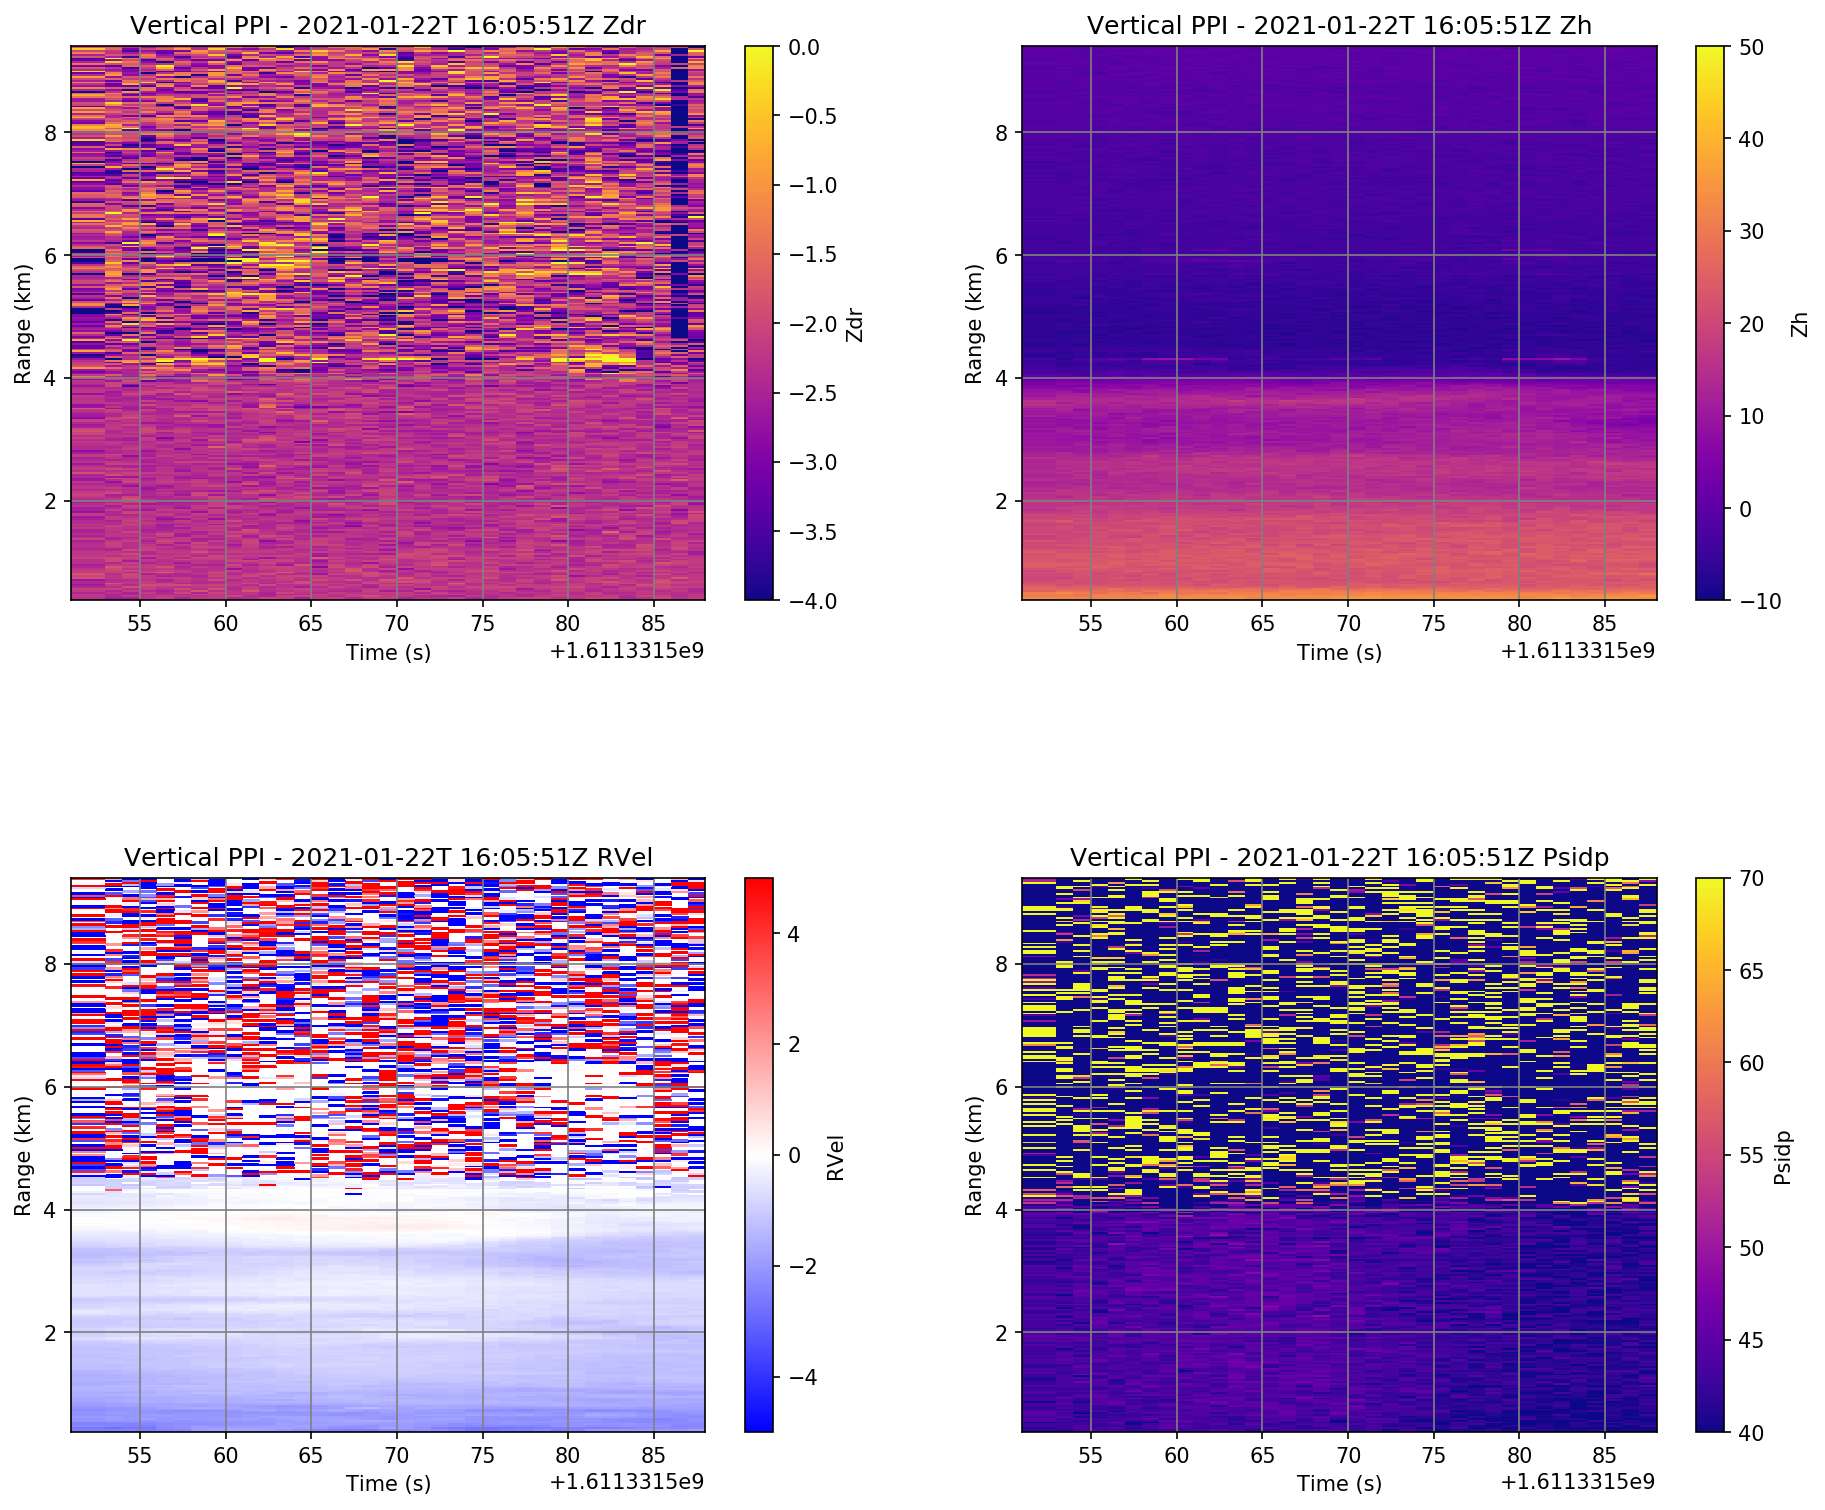 Vertical PPI - 2021-01-22T 16:05:51Z Zdr
Range (km)
8
6
4
2
55 60 65 70 75 80 85
Time (s)
+1.6113315e9
0.0
−0.5
−1.0
−1.5
−2.0
−2.5
−3.0
−3.5
−4.0
Zdr
Vertical PPI - 2021-01-22T 16:05:51Z Zh
Range (km)
8
6
4
2
55 60 65 70 75 80 85
Time (s)
+1.6113315e9
50
40
30
20
10
0
−10
Zh
Vertical PPI - 2021-01-22T 16:05:51Z RVel
Range (km)
8
6
4
2
55 60 65 70 75 80 85
Time (s)
+1.6113315e9
4
2
0
−2
−4
RVel
Vertical PPI - 2021-01-22T 16:05:51Z Psidp
Range (km)
8
6
4
2
55 60 65 70 75 80 85
Time (s)
+1.6113315e9
70
65
60
55
50
45
40
Psidp